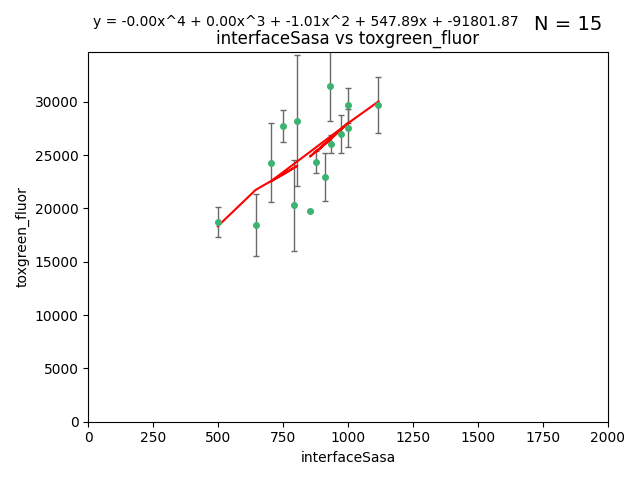 y = -0.00x^4 + 0.00x^3 + -1.01x^2 + 547.89x + -91801.87
N = 15
interfaceSasa vs toxgreen_fluor
toxgreen_fluor
30000
25000
20000
15000
10000
5000
0
0 250 500 750 1000 1250 1500 1750 2000
interfaceSasa